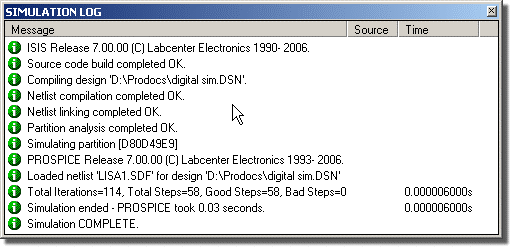 SIMULATION LOG
Message Source Time
ISIS Release 7.00.00 (C) Labcenter Electronics 1990- 2006.
Source code build completed OK.
Compiling design 'D:\Prodocs\digital sim.DSN'.
Netlist compilation completed OK.
Netlist linking completed OK.
Partition analysis completed OK.
Simulating partition [D80D49E9]
PROSPICE Release 7.00.00 (C) Labcenter Electronics 1993- 2006.
Loaded netlist 'LISA1.SDF' for design 'D:\Prodocs\digital sim.DSN'
Total Iterations=114, Total Steps=58, Good Steps=58, Bad Steps=0 0.000006000s
Simulation ended - PROSPICE took 0.03 seconds. 0.000006000s
Simulation COMPLETE.